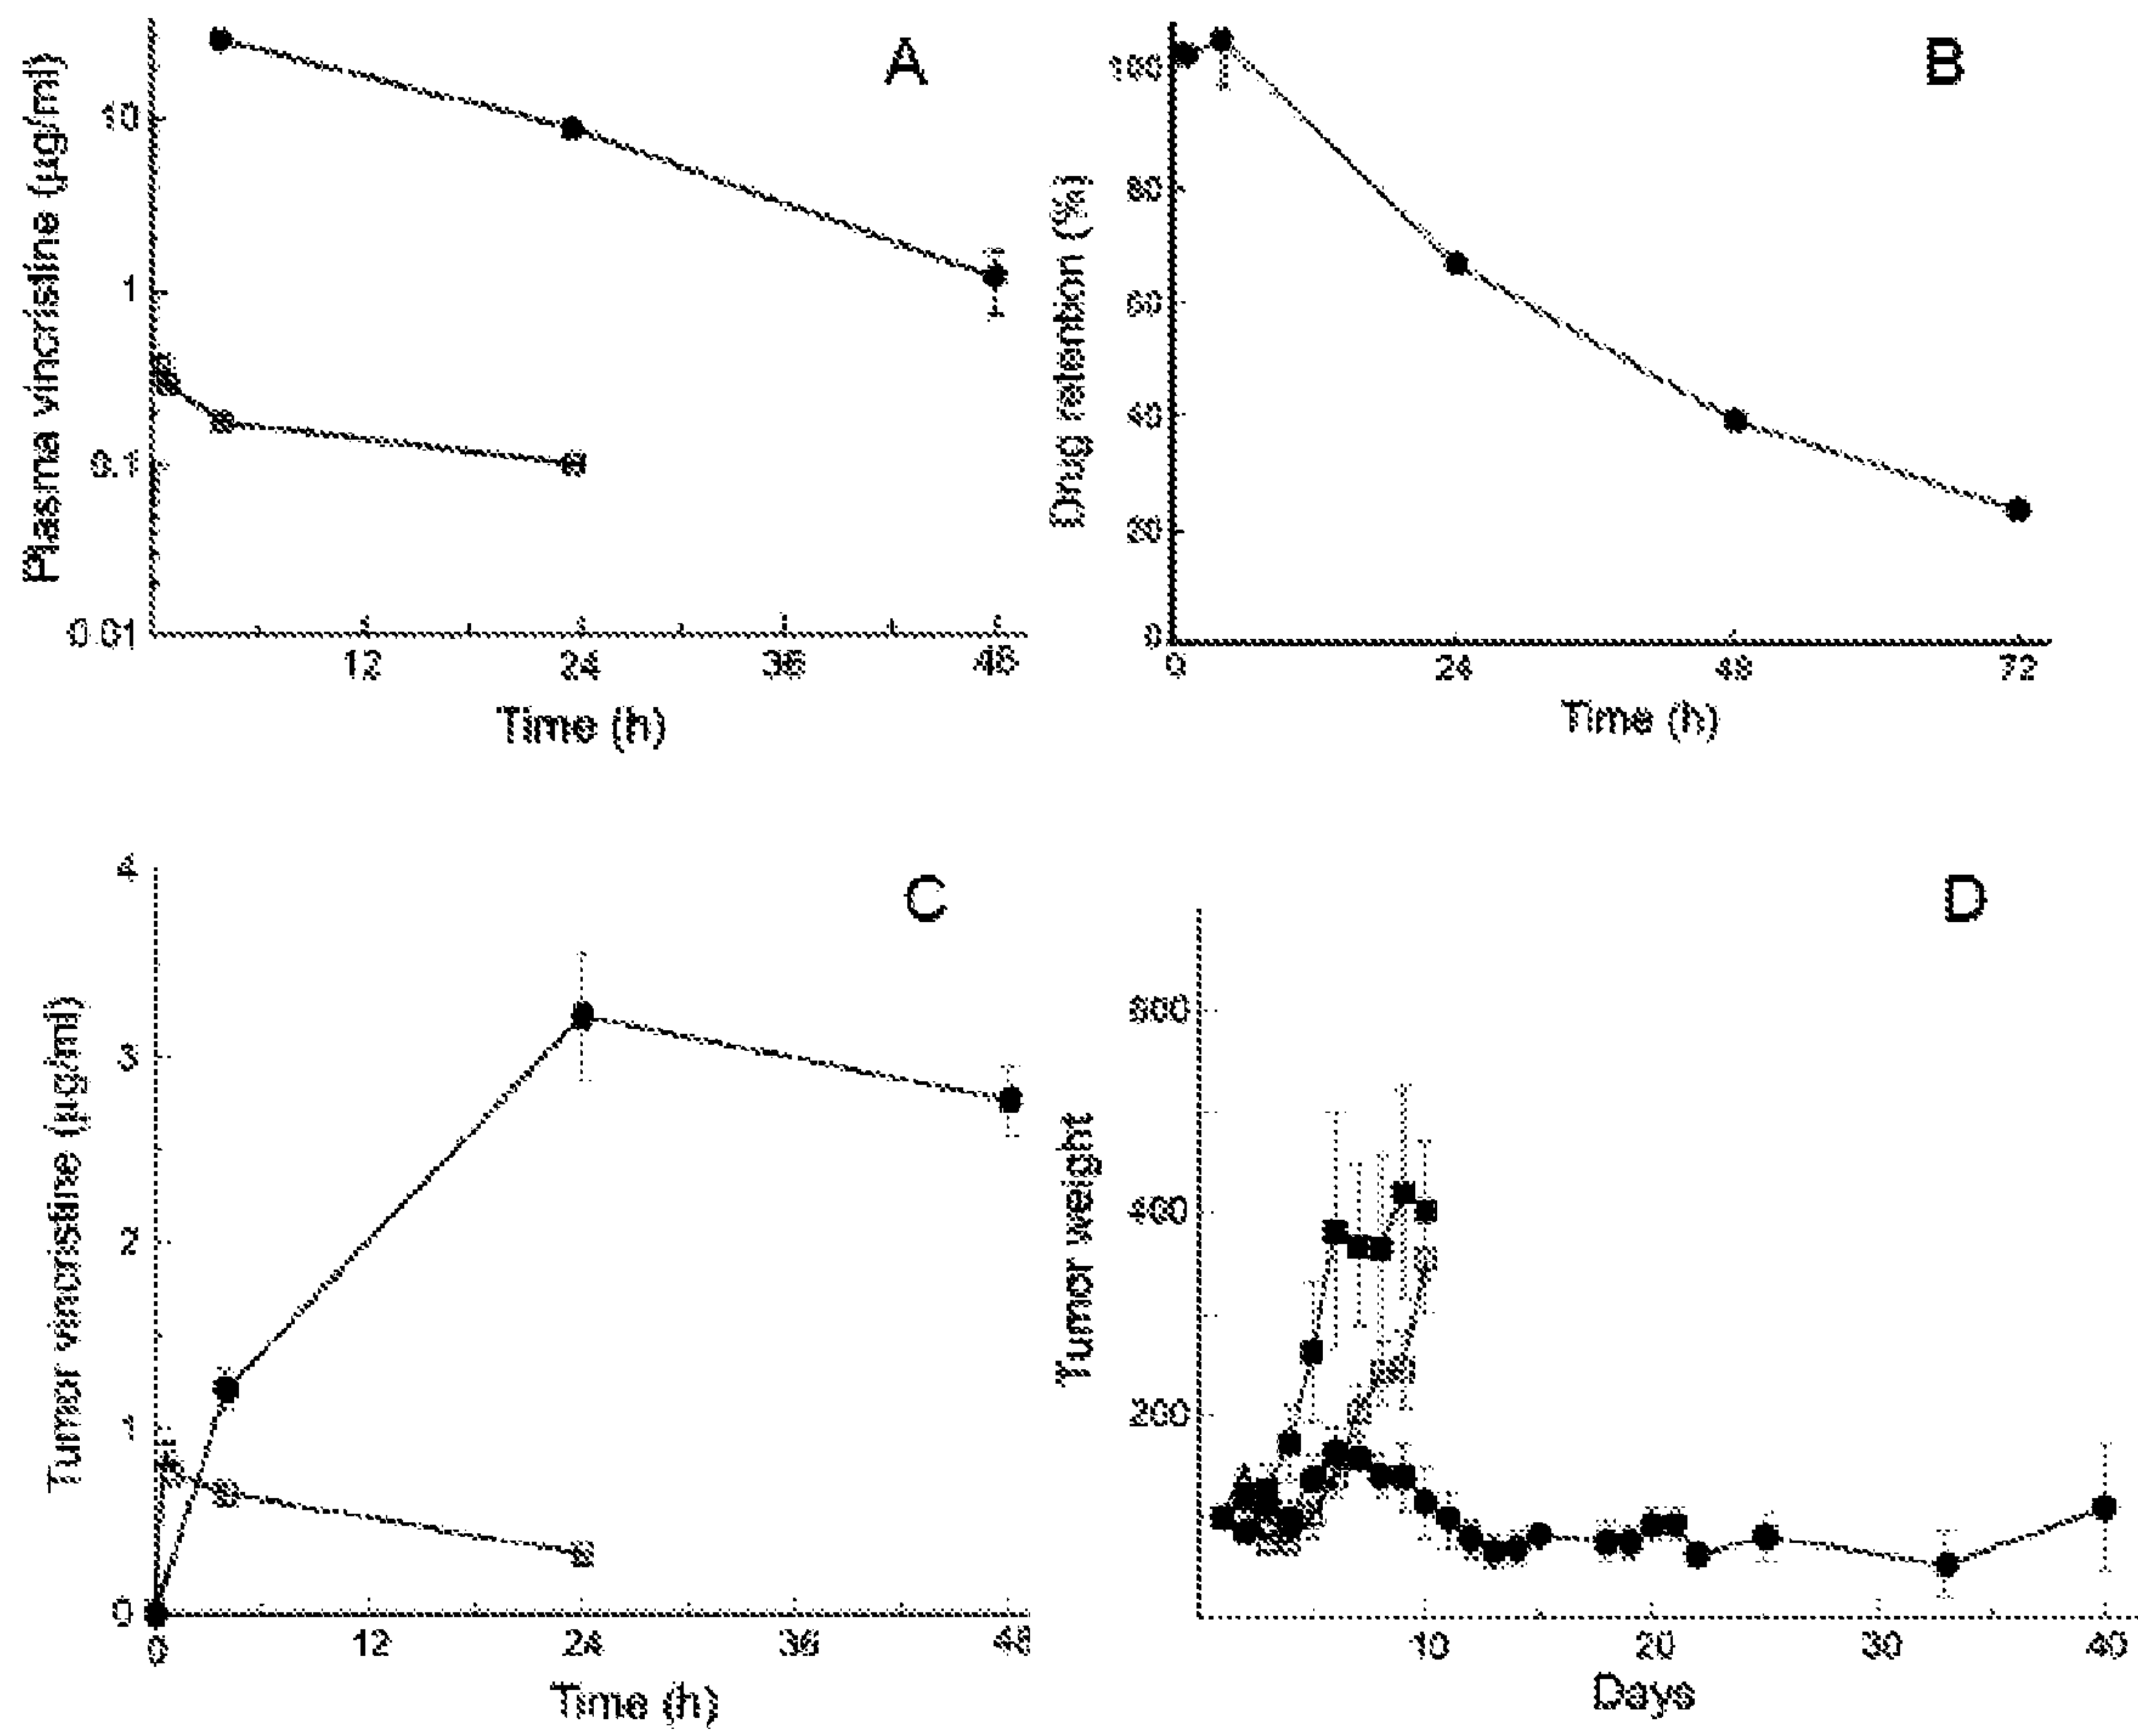 A
Plasma vincristine (µg/ml)
10
1
0.1
0.01
12 24 36 48
Time (h)
B
Drug retention (%)
100
80
60
40
20
0
0 24 48 72
Time (h)
C
Tumor vincristine (µg/ml)
4
3
2
1
0
0 12 24 36 48
Time (h)
D
Tumor weight
600
400
200
10 20 30 40
Days